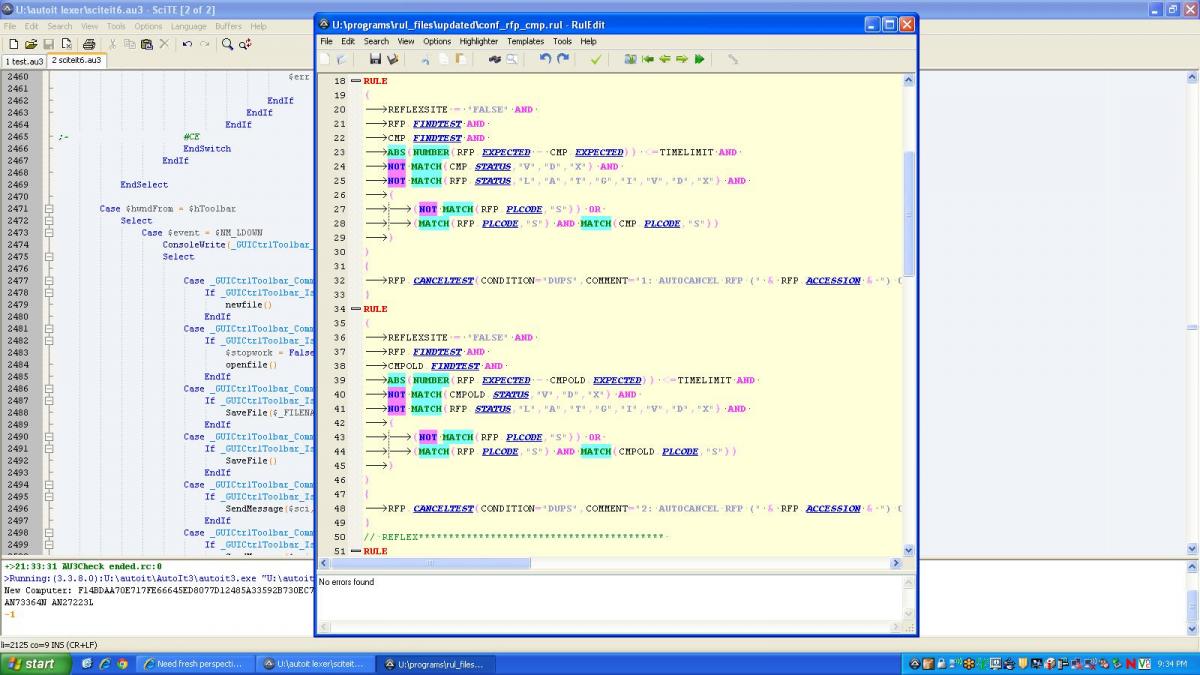 U:\autoit lexer\sciteit6.au3 - SciTE [2 of 2]
File Edit Search View Tools Options Language Buffers Help
1 test.au3 2 sciteit6.au3
2460 $err
2461
2462 EndIf
2463 EndIf
2464 EndIf
2465 ;- #CE
2466 EndSwitch
2467 EndIf
2468
2469 EndSelect
2470
2471 Case $hwndFrom = $hToolbar
2472 Select
2473 Case $event = $NM_LDOWN
2474 ConsoleWrite(_GUICtrlToolbar_
2475 Select
2476
2477 Case _GUICtrlToolbar_Comm
2478 If _GUICtrlToolbar_Is
2479 newfile()
2480 EndIf
2481 Case _GUICtrlToolbar_Comm
2482 If _GUICtrlToolbar_Is
2483 $stopwork = False
2484 openfile()
2485 EndIf
2486 Case _GUICtrlToolbar_Comm
2487 If _GUICtrlToolbar_Is
2488 SaveFile($_FILENA
2489 EndIf
2490 Case _GUICtrlToolbar_Comm
2491 If _GUICtrlToolbar_Is
2492 SaveFile()
2493 EndIf
2494 Case _GUICtrlToolbar_Comm
2495 If _GUICtrlToolbar_Is
2496 SendMessage($sci,
2497 EndIf
2498 Case _GUICtrlToolbar_Comm
2499 If _GUICtrlToolbar_Is
+>21:33:31 AU3Check ended.rc:0
>Running:(3.3.8.0):U:\autoit\AutoIt3\autoit3.exe "U:\autoit
New Computer: F14BDAA70E717FE66645ED8077D12485A33592B730EC7
AN73364N AN27223L
-1
li=2125 co=9 INS (CR+LF)
U:\programs\rul_files\updated\conf_rfp_cmp.rul - RulEdit
File Edit Search View Options Highlighter Templates Tools Help
18 RULE
19 {
20 REFLEXSITE = "FALSE" AND
21 RFP FINDTEST AND
22 CMP FINDTEST AND
23 ABS(NUMBER(RFP.EXPECTED - CMP.EXPECTED)) <=TIMELIMIT AND
24 NOT MATCH(CMP.STATUS,"V","D","X") AND
25 NOT MATCH(RFP.STATUS,"L","A","T","G","I","V","D","X") AND
26 (
27 (NOT MATCH(RFP.PLCODE,"S")) OR
28 (MATCH(RFP.PLCODE,"S") AND MATCH(CMP.PLCODE,"S"))
29 )
30 }
31 {
32 RFP.CANCELTEST(CONDITION="DUPS",COMMENT="1: AUTOCANCEL RFP (" & RFP.ACCESSION & ") (
33 }
34 RULE
35 {
36 REFLEXSITE = "FALSE" AND
37 RFP.FINDTEST AND
38 CMPOLD.FINDTEST AND
39 ABS(NUMBER(RFP.EXPECTED - CMPOLD.EXPECTED)) <=TIMELIMIT AND
40 NOT MATCH(CMPOLD.STATUS,"V","D","X") AND
41 NOT MATCH(RFP.STATUS,"L","A","T","G","I","V","D","X") AND
42 (
43 (NOT MATCH(RFP.PLCODE,"S")) OR
44 (MATCH(RFP.PLCODE,"S") AND MATCH(CMPOLD.PLCODE,"S"))
45 )
46 }
47 {
48 RFP.CANCELTEST(CONDITION="DUPS",COMMENT="2: AUTOCANCEL RFP (" & RFP.ACCESSION & ") (
49 }
50 // REFLEX*****************************************
51 RULE
No errors found
start
Need fresh perspecti...
U:\autoit lexer\sciteit...
U:\programs\rul_files...
9:34 PM